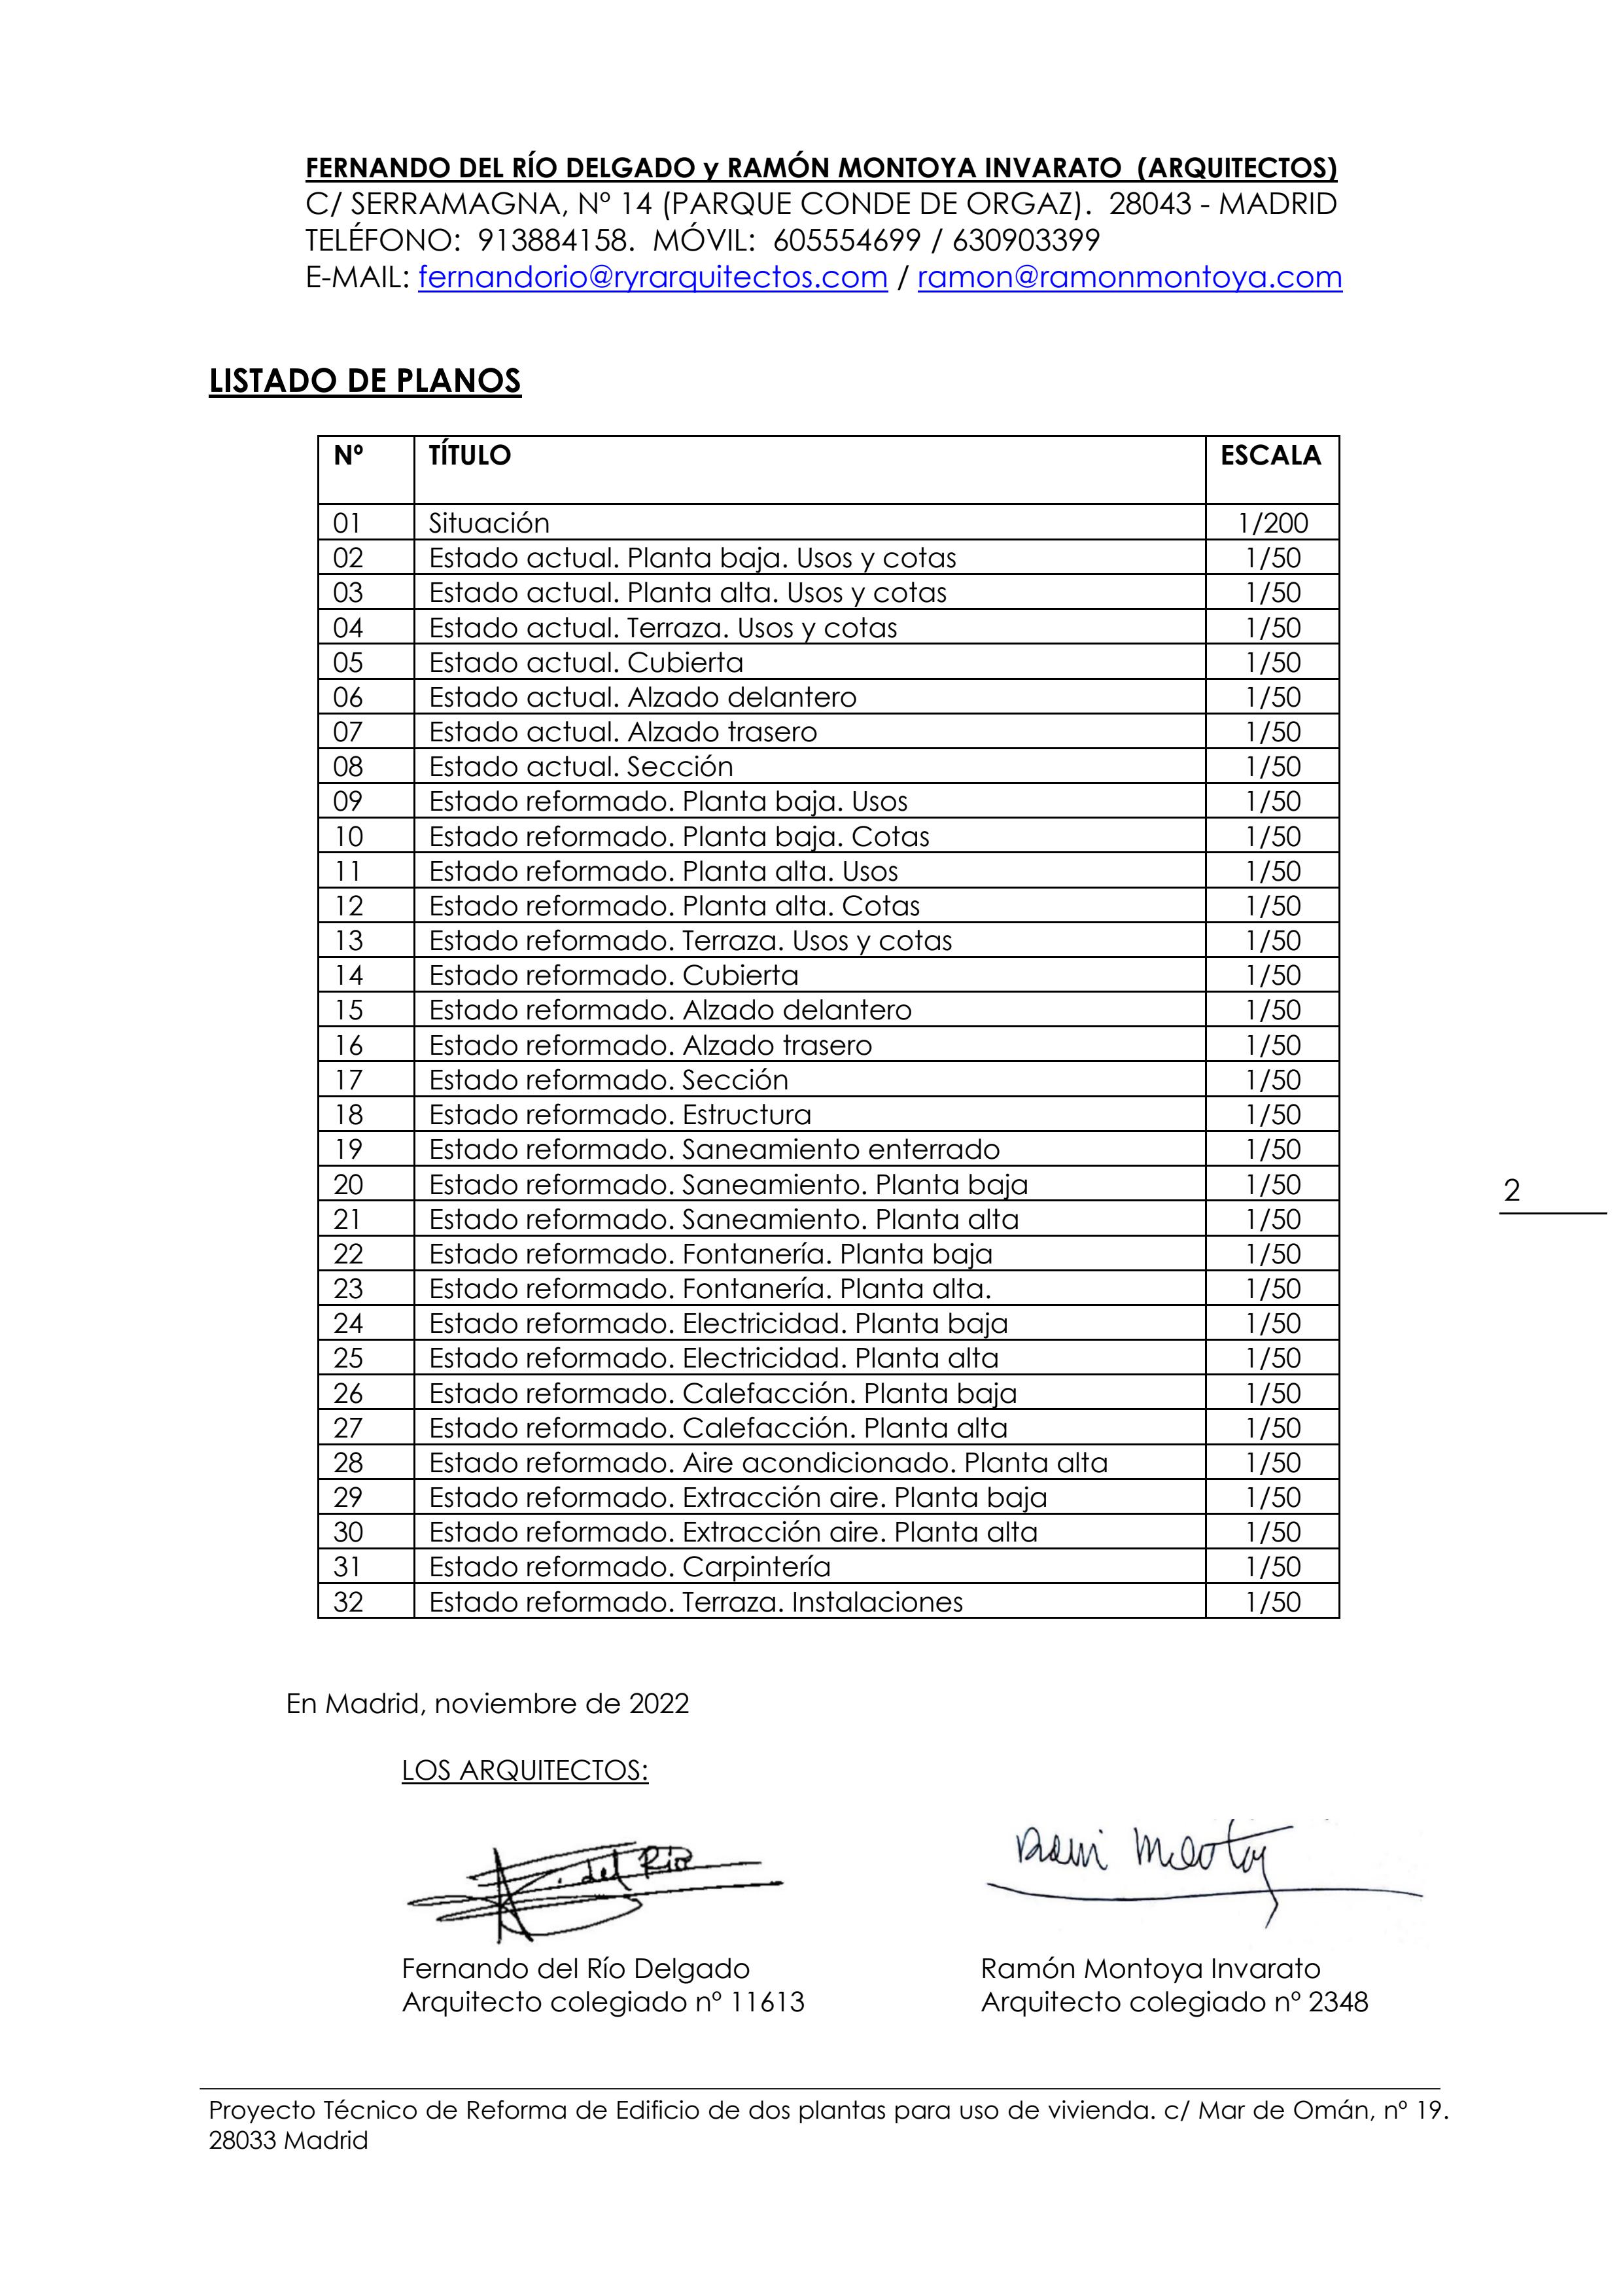 FERNANDO DEL RÍO DELGADO y RAMÓN MONTOYA INVARATO (ARQUITECTOS)
C/ SERRAMAGNA, Nº 14 (PARQUE CONDE DE ORGAZ). 28043 - MADRID
TELÉFONO: 913884158. MÓVIL: 605554699 / 630903399
E-MAIL: fernandorio@ryrarquitectos.com / ramon@ramonmontoya.com
LISTADO DE PLANOS
Nº TÍTULO ESCALA
01 Situación 1/200
02 Estado actual. Planta baja. Usos y cotas 1/50
03 Estado actual. Planta alta. Usos y cotas 1/50
04 Estado actual. Terraza. Usos y cotas 1/50
05 Estado actual. Cubierta 1/50
06 Estado actual. Alzado delantero 1/50
07 Estado actual. Alzado trasero 1/50
08 Estado actual. Sección 1/50
09 Estado reformado. Planta baja. Usos 1/50
10 Estado reformado. Planta baja. Cotas 1/50
11 Estado reformado. Planta alta. Usos 1/50
12 Estado reformado. Planta alta. Cotas 1/50
13 Estado reformado. Terraza. Usos y cotas 1/50
14 Estado reformado. Cubierta 1/50
15 Estado reformado. Alzado delantero 1/50
16 Estado reformado. Alzado trasero 1/50
17 Estado reformado. Sección 1/50
18 Estado reformado. Estructura 1/50
19 Estado reformado. Saneamiento enterrado 1/50
20 Estado reformado. Saneamiento. Planta baja 1/50
21 Estado reformado. Saneamiento. Planta alta 1/50
22 Estado reformado. Fontanería. Planta baja 1/50
23 Estado reformado. Fontanería. Planta alta. 1/50
24 Estado reformado. Electricidad. Planta baja 1/50
25 Estado reformado. Electricidad. Planta alta 1/50
26 Estado reformado. Calefacción. Planta baja 1/50
27 Estado reformado. Calefacción. Planta alta 1/50
28 Estado reformado. Aire acondicionado. Planta alta 1/50
29 Estado reformado. Extracción aire. Planta baja 1/50
30 Estado reformado. Extracción aire. Planta alta 1/50
31 Estado reformado. Carpintería 1/50
32 Estado reformado. Terraza. Instalaciones 1/50
2
En Madrid, noviembre de 2022
LOS ARQUITECTOS:
del Río
Fernando del Río Delgado Ramón Montoya Invarato
Arquitecto colegiado nº 11613 Arquitecto colegiado nº 2348
Proyecto Técnico de Reforma de Edificio de dos plantas para uso de vivienda. c/ Mar de Omán, nº 19.
28033 Madrid